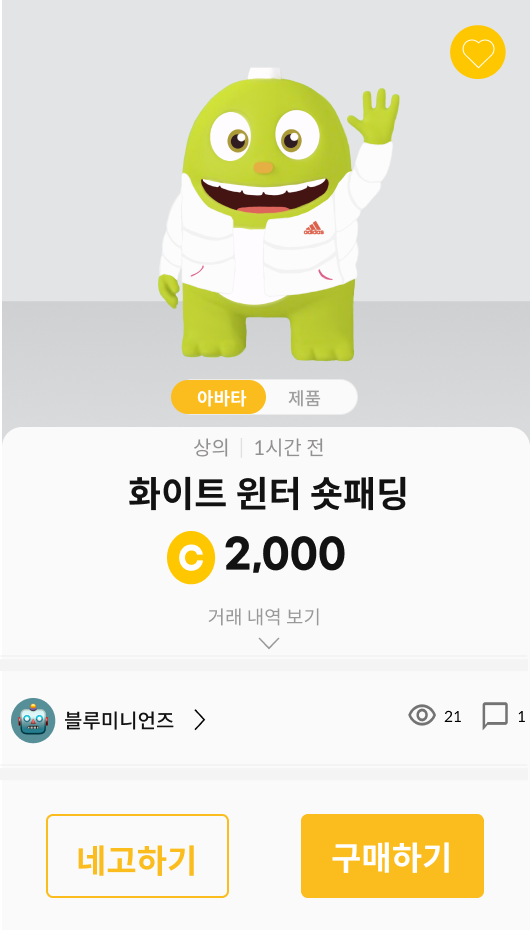 adidas
아바타 제품
상의 | 1시간 전
화이트 윈터 숏패딩
C 2,000
거래 내역 보기
블루미니언즈 21 1
네고하기 구매하기